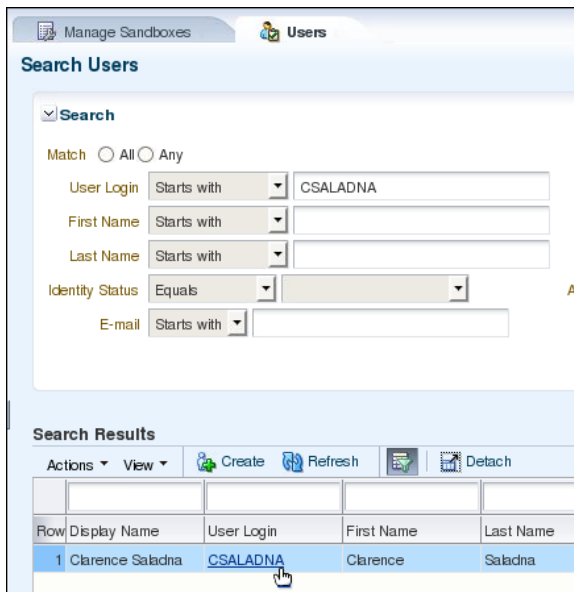 Manage Sandboxes Users
Search Users
Search
Match All Any
User Login Starts with CSALADNA
First Name Starts with
Last Name Starts with
Identity Status Equals A
E-mail Starts with
Search Results
Actions View Create Refresh Detach
Row Display Name User Login First Name Last Name
1 Clarence Saladna CSALADNA Clarence Saladna